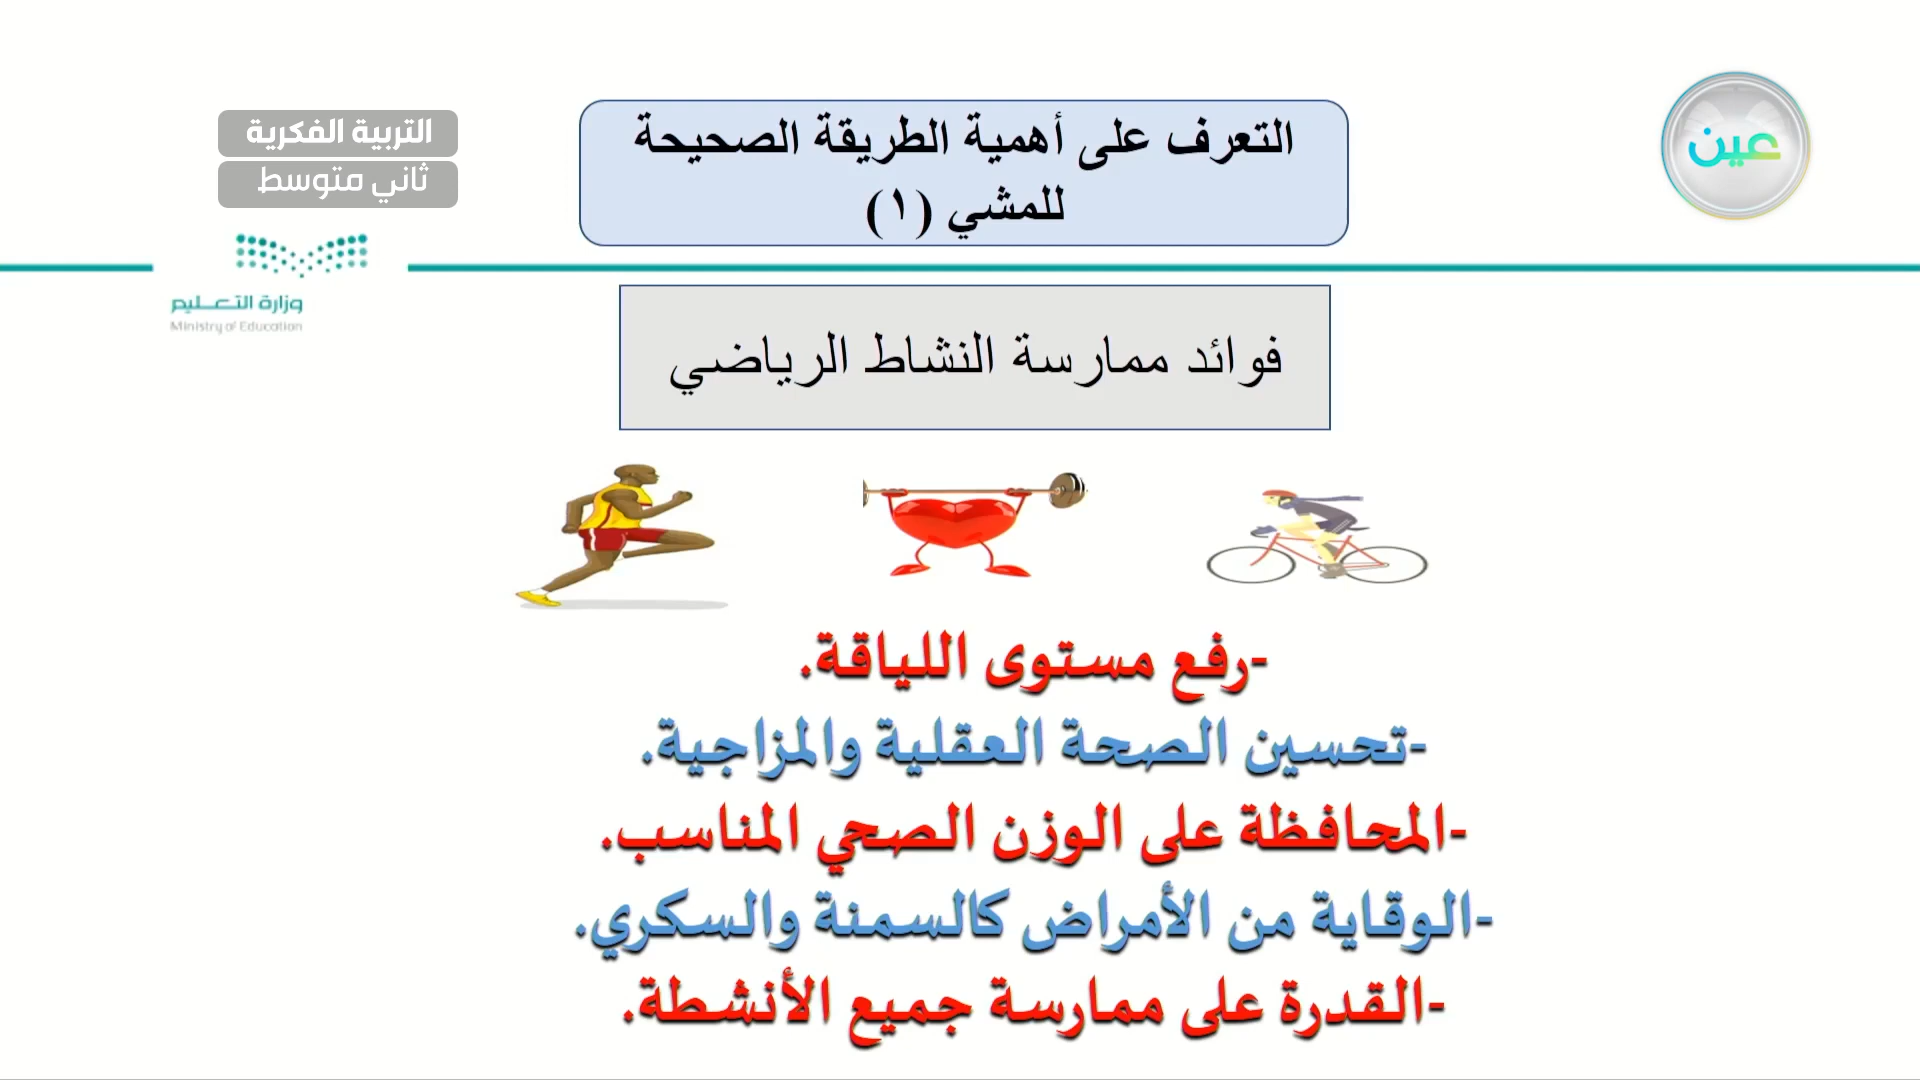 عين
التعرف على أهمية الطريقة الصحيحة
للمشي (١)
التربية الفكرية
ثاني متوسط
وزارة التعليم
Ministry of Education
فوائد ممارسة النشاط الرياضي
-رفع مستوى اللياقة.
-تحسين الصحة العقلية والمزاجية.
-المحافظة على الوزن الصحي المناسب.
-الوقاية من الأمراض كالسمنة والسكري.
-القدرة على ممارسة جميع الأنشطة.